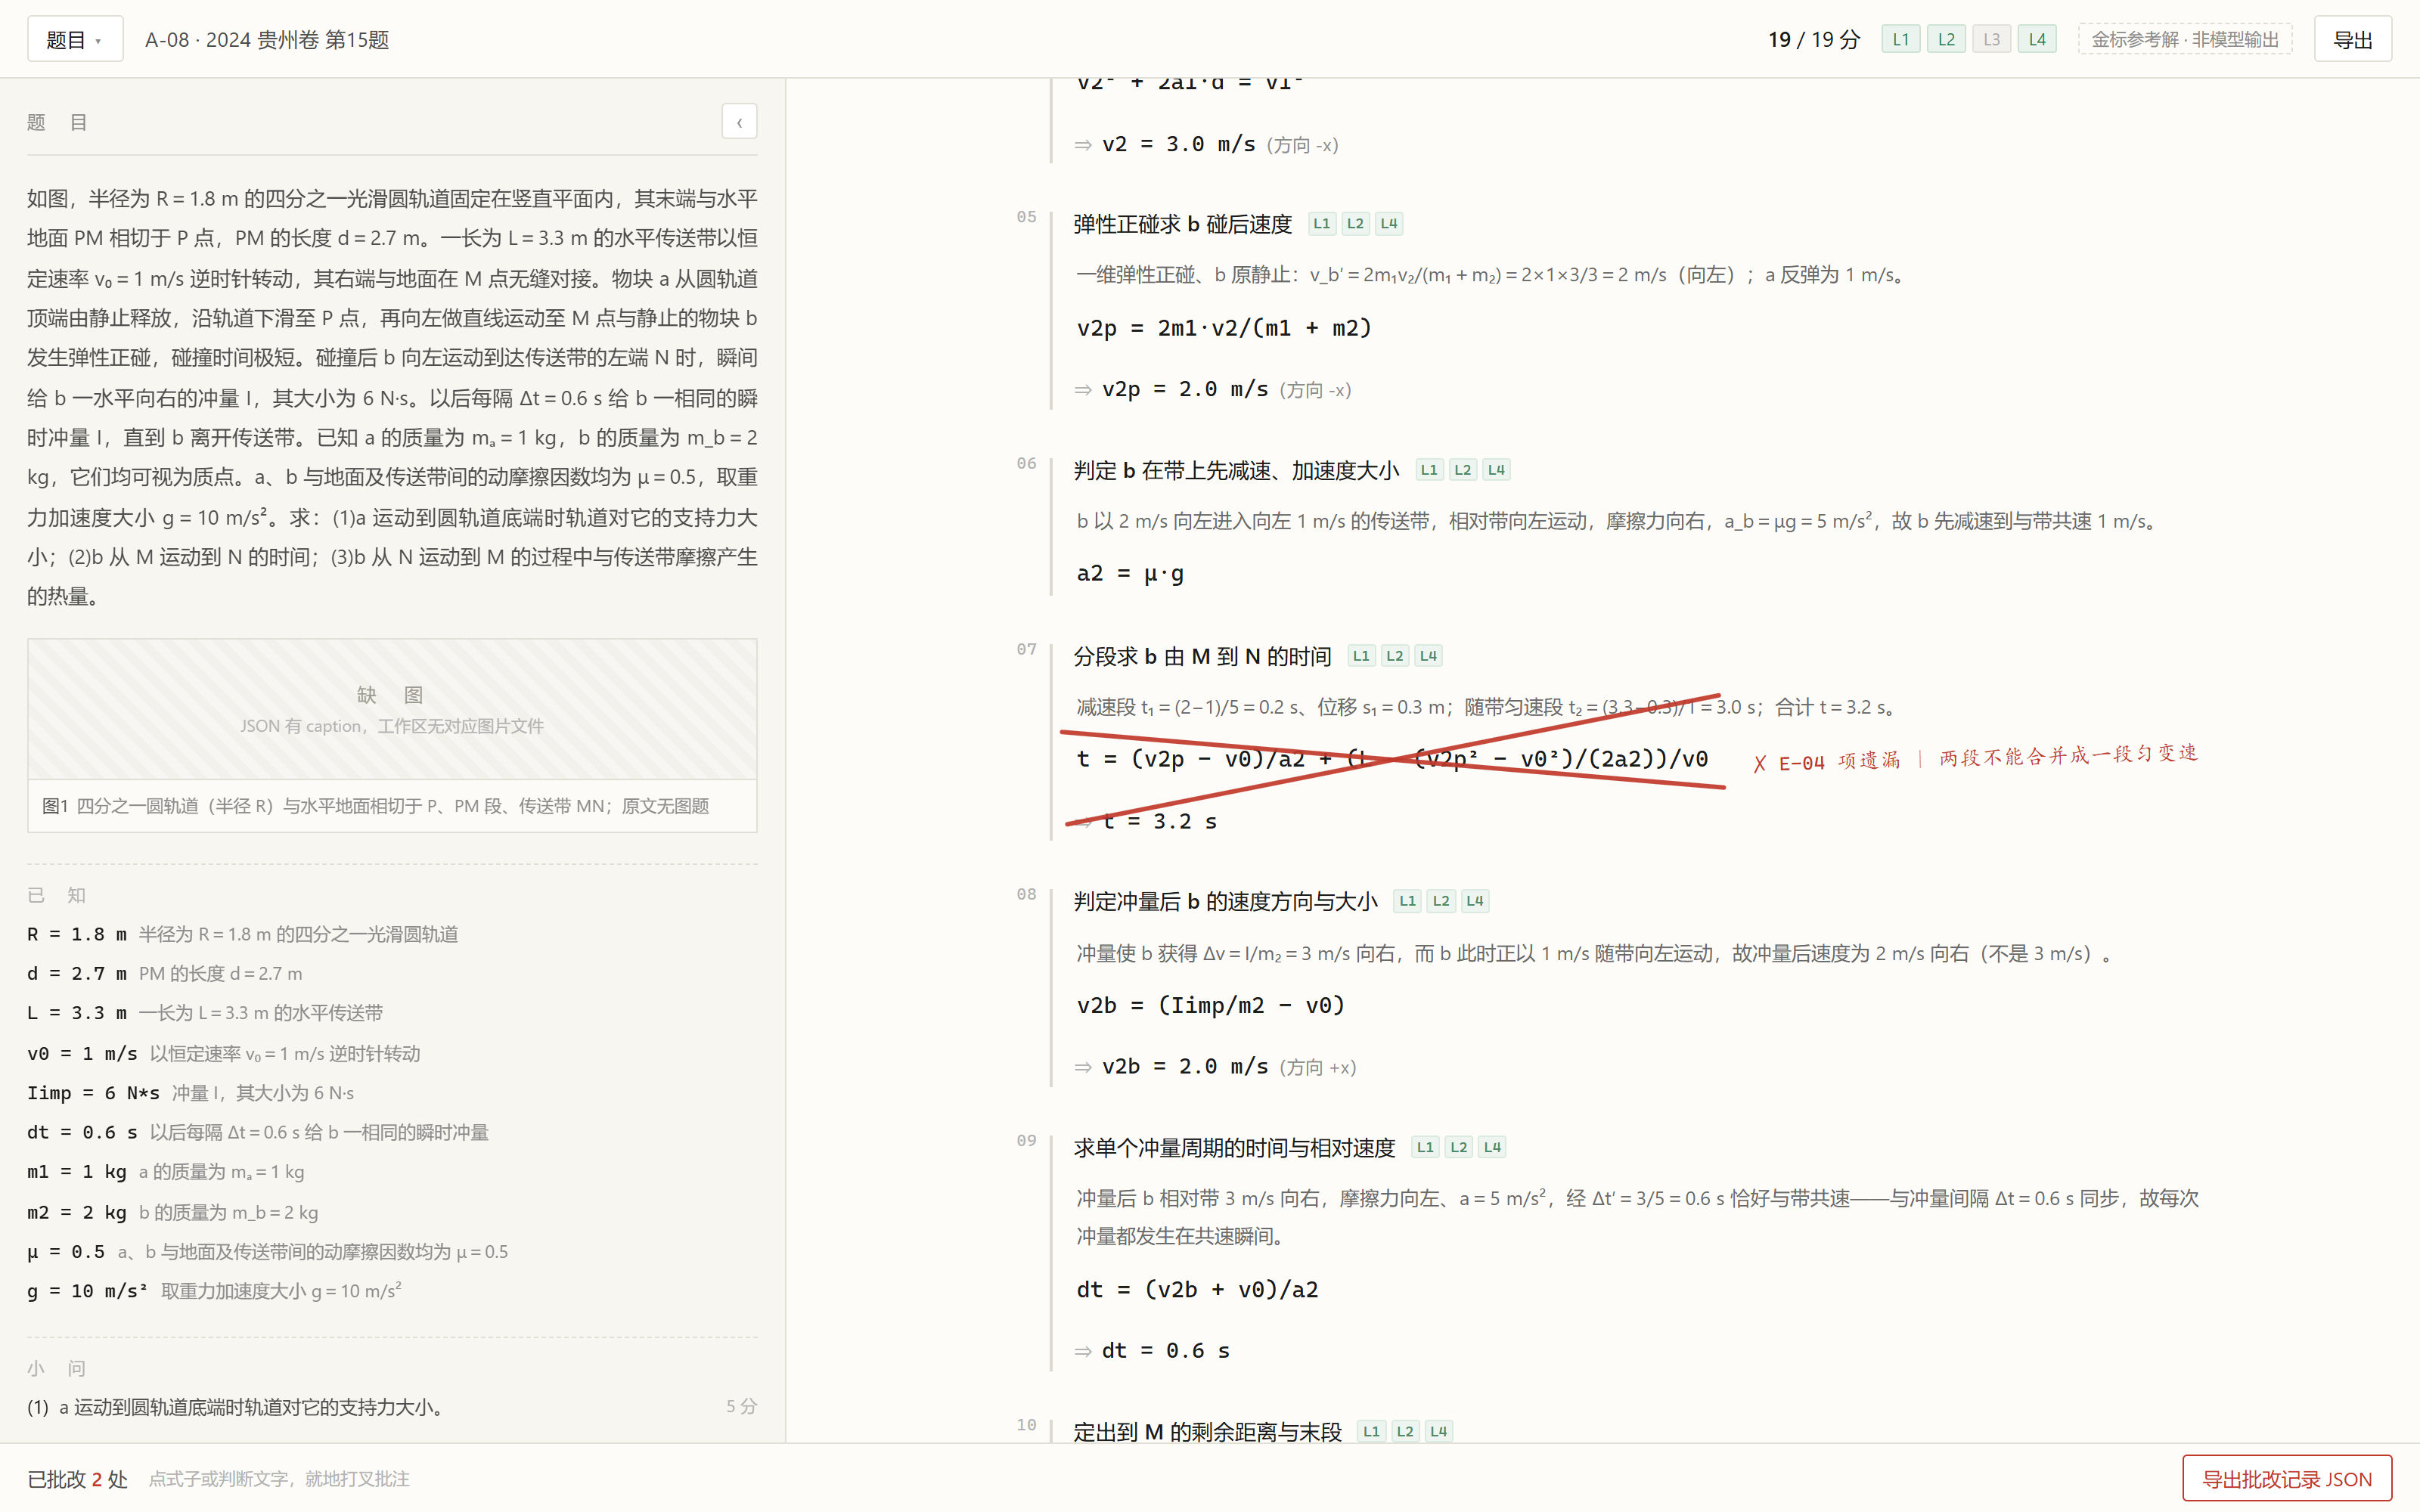 题目 ▾
A-08 · 2024 贵州卷 第15题
19 / 19 分
L1 L2 L3 L4
金标参考解 · 非模型输出
导出
题 目
‹
如图，半径为 R = 1.8 m 的四分之一光滑圆轨道固定在竖直平面内，其末端与水平
地面 PM 相切于 P 点，PM 的长度 d = 2.7 m。一长为 L = 3.3 m 的水平传送带以恒
定速率 v₀ = 1 m/s 逆时针转动，其右端与地面在 M 点无缝对接。物块 a 从圆轨道
顶端由静止释放，沿轨道下滑至 P 点，再向左做直线运动至 M 点与静止的物块 b
发生弹性正碰，碰撞时间极短。碰撞后 b 向左运动到达传送带的左端 N 时，瞬间
给 b 一水平向右的冲量 I，其大小为 6 N·s。以后每隔 Δt = 0.6 s 给 b 一相同的瞬
时冲量 I，直到 b 离开传送带。已知 a 的质量为 mₐ = 1 kg，b 的质量为 m_b = 2
kg，它们均可视为质点。a、b 与地面及传送带间的动摩擦因数均为 μ = 0.5，取重
力加速度大小 g = 10 m/s²。求：(1)a 运动到圆轨道底端时轨道对它的支持力大
小；(2)b 从 M 运动到 N 的时间；(3)b 从 N 运动到 M 的过程中与传送带摩擦产生
的热量。
缺 图
JSON 有 caption，工作区无对应图片文件
图1 四分之一圆轨道（半径 R）与水平地面相切于 P、PM 段、传送带 MN；原文无图题
已 知
R = 1.8 m 半径为 R = 1.8 m 的四分之一光滑圆轨道
d = 2.7 m PM 的长度 d = 2.7 m
L = 3.3 m 一长为 L = 3.3 m 的水平传送带
v0 = 1 m/s 以恒定速率 v₀ = 1 m/s 逆时针转动
Iimp = 6 N*s 冲量 I，其大小为 6 N·s
dt = 0.6 s 以后每隔 Δt = 0.6 s 给 b 一相同的瞬时冲量
m1 = 1 kg a 的质量为 mₐ = 1 kg
m2 = 2 kg b 的质量为 m_b = 2 kg
μ = 0.5 a、b 与地面及传送带间的动摩擦因数均为 μ = 0.5
g = 10 m/s² 取重力加速度大小 g = 10 m/s²
小 问
(1) a 运动到圆轨道底端时轨道对它的支持力大小。 5 分
v2² + 2a1·d = v1²
⇒ v2 = 3.0 m/s (方向 -x)
05 弹性正碰求 b 碰后速度 L1 L2 L4
一维弹性正碰、b 原静止：v_b′ = 2m₁v₂/(m₁ + m₂) = 2×1×3/3 = 2 m/s（向左）；a 反弹为 1 m/s。
v2p = 2m1·v2/(m1 + m2)
⇒ v2p = 2.0 m/s (方向 -x)
06 判定 b 在带上先减速、加速度大小 L1 L2 L4
b 以 2 m/s 向左进入向左 1 m/s 的传送带，相对带向左运动，摩擦力向右，a_b = μg = 5 m/s²，故 b 先减速到与带共速 1 m/s。
a2 = μ·g
07 分段求 b 由 M 到 N 的时间 L1 L2 L4
减速段 t₁ = (2−1)/5 = 0.2 s、位移 s₁ = 0.3 m；随带匀速段 t₂ = (3.3−0.3)/1 = 3.0 s；合计 t = 3.2 s。
t = (v2p − v0)/a2 + (L − (v2p² − v0²)/(2a2))/v0
✗ E-04 项遗漏 | 两段不能合并成一段匀变速
⇒ t = 3.2 s
08 判定冲量后 b 的速度方向与大小 L1 L2 L4
冲量使 b 获得 Δv = I/m₂ = 3 m/s 向右，而 b 此时正以 1 m/s 随带向左运动，故冲量后速度为 2 m/s 向右（不是 3 m/s）。
v2b = (Iimp/m2 − v0)
⇒ v2b = 2.0 m/s (方向 +x)
09 求单个冲量周期的时间与相对速度 L1 L2 L4
冲量后 b 相对带 3 m/s 向右，摩擦力向左、a = 5 m/s²，经 Δt′ = 3/5 = 0.6 s 恰好与带共速——与冲量间隔 Δt = 0.6 s 同步，故每次
冲量都发生在共速瞬间。
dt = (v2b + v0)/a2
⇒ dt = 0.6 s
10 定出到 M 的剩余距离与末段 L1 L2 L4
已批改 2 处 点式子或判断文字，就地打叉批注
导出批改记录 JSON